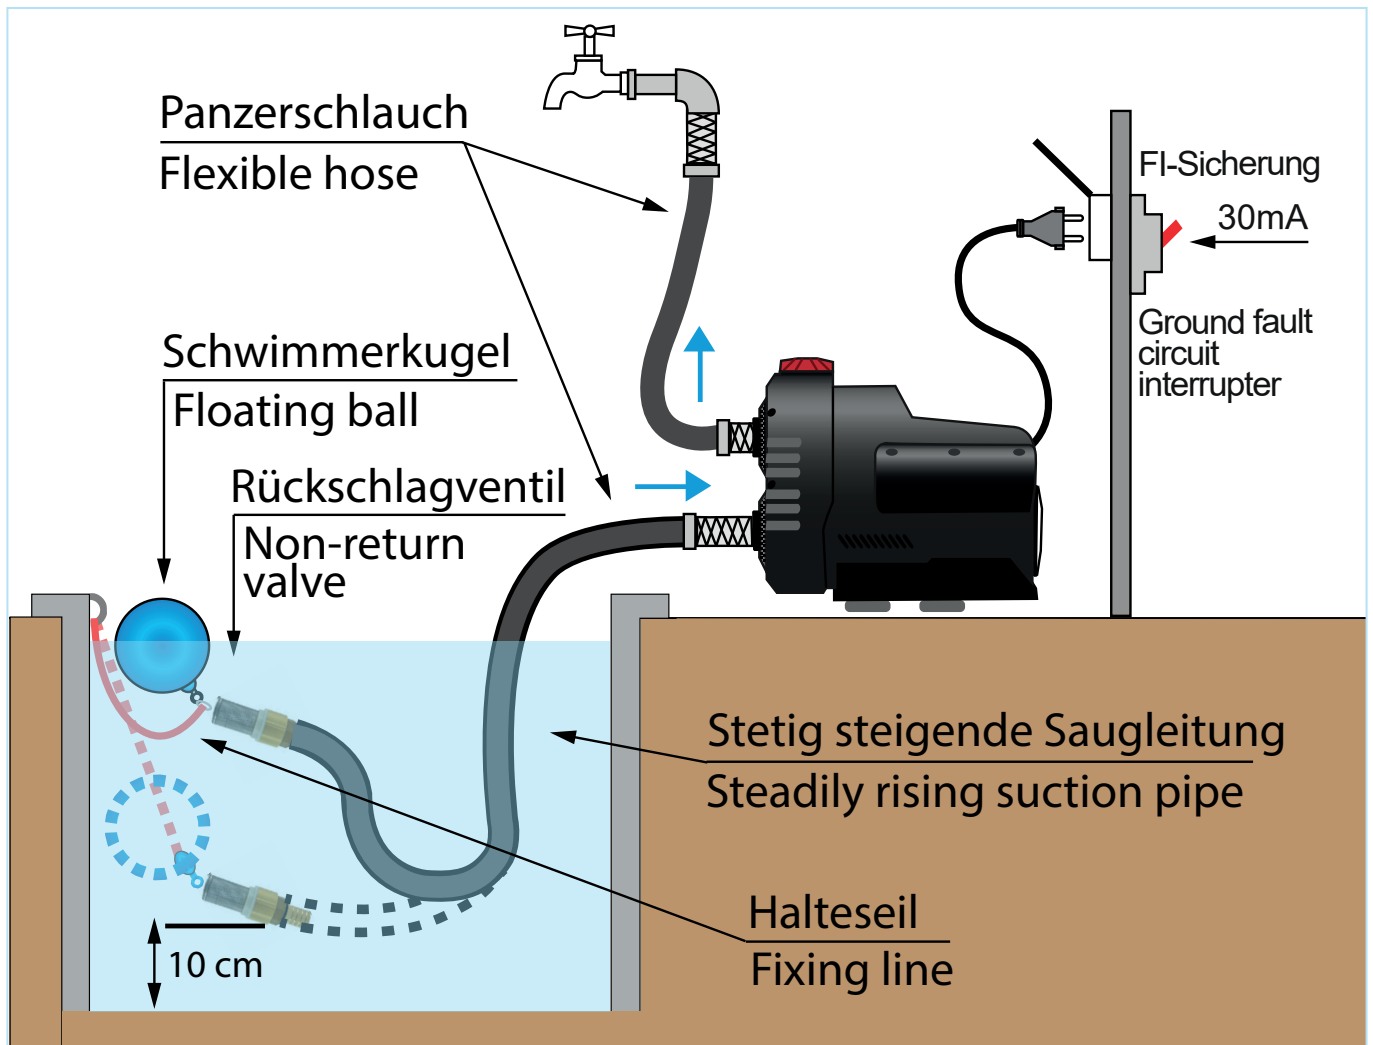 Panzerschlauch
Flexible hose
FI-Sicherung
30mA
Ground fault
circuit
interrupter
Schwimmerkugel
Floating ball
Rückschlagventil
Non-return
valve
Stetig steigende Saugleitung
Steadily rising suction pipe
Halteseil
Fixing line
10 cm